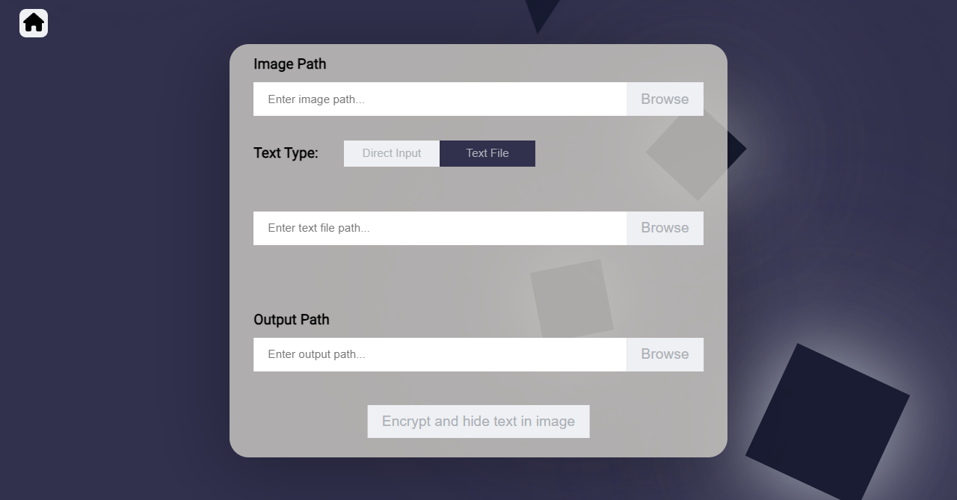 Image Path
Enter image path... Browse
Text Type: Direct Input Text File
Enter text file path... Browse
Output Path
Enter output path... Browse
Encrypt and hide text in image